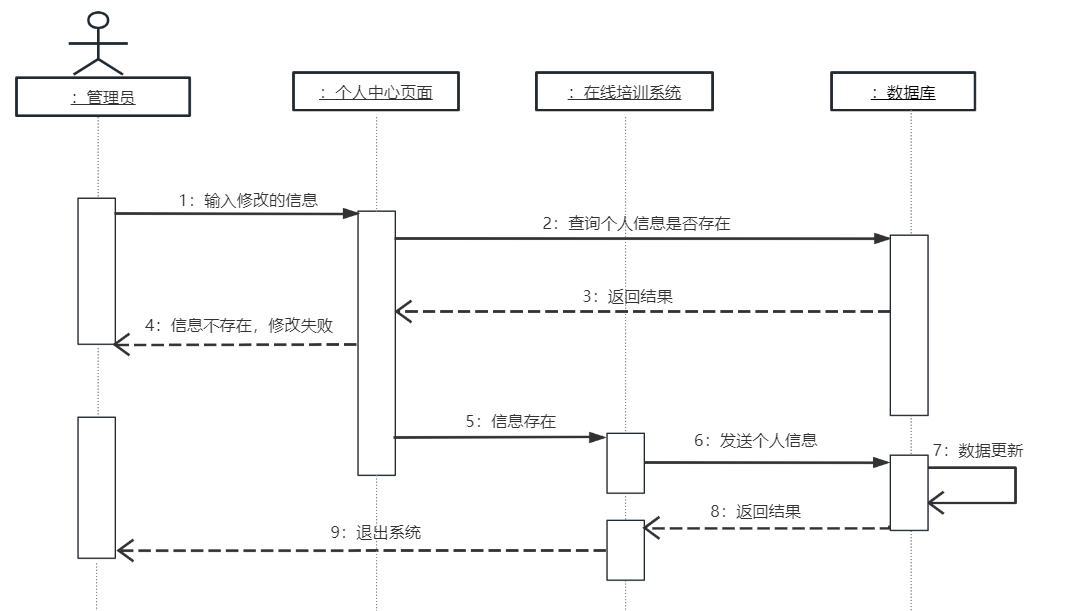 ：管理员
：个人中心页面
：在线培训系统
：数据库
1：输入修改的信息
2：查询个人信息是否存在
3：返回结果
4：信息不存在，修改失败
5：信息存在
6：发送个人信息
7：数据更新
8：返回结果
9：退出系统